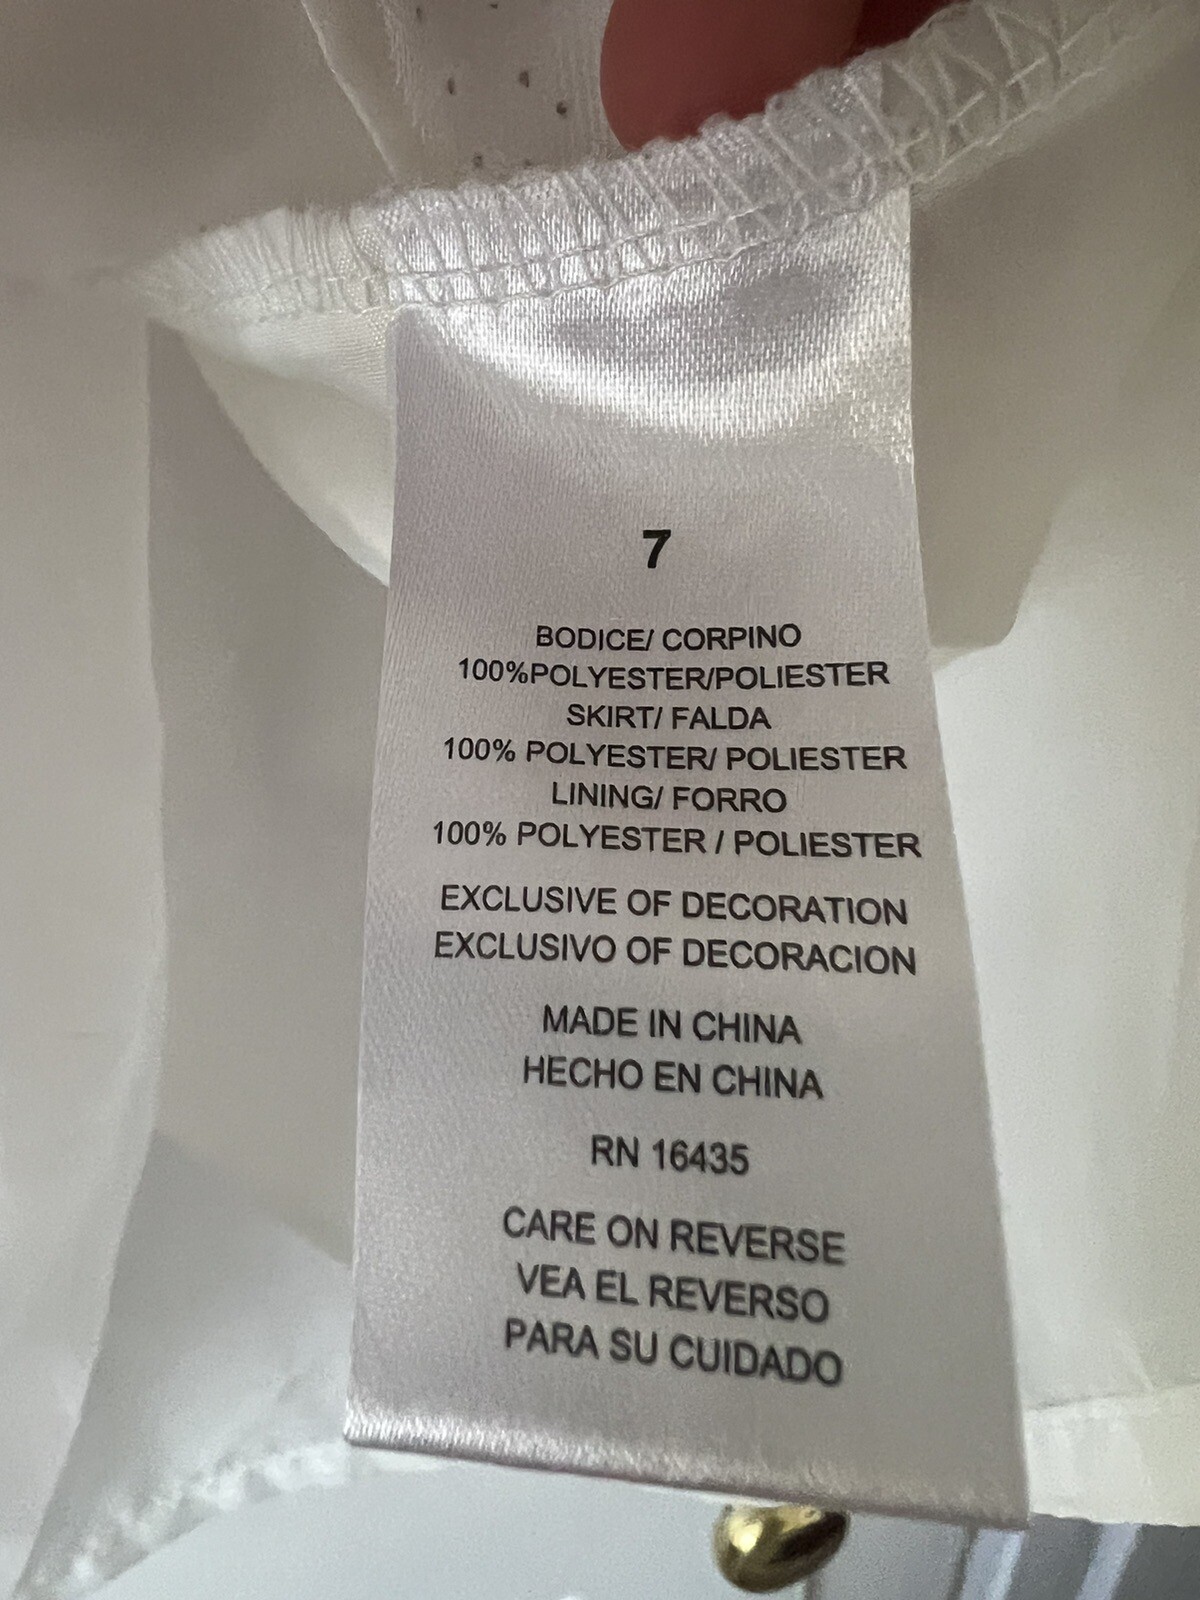 7
BODICE/ CORPINO
100%POLYESTER/POLIESTER
SKIRT/ FALDA
100% POLYESTER/ POLIESTER
LINING/ FORRO
100% POLYESTER / POLIESTER
EXCLUSIVE OF DECORATION
EXCLUSIVO OF DECORACION
MADE IN CHINA
HECHO EN CHINA
RN 16435
CARE ON REVERSE
VEA EL REVERSO
PARA SU CUIDADO